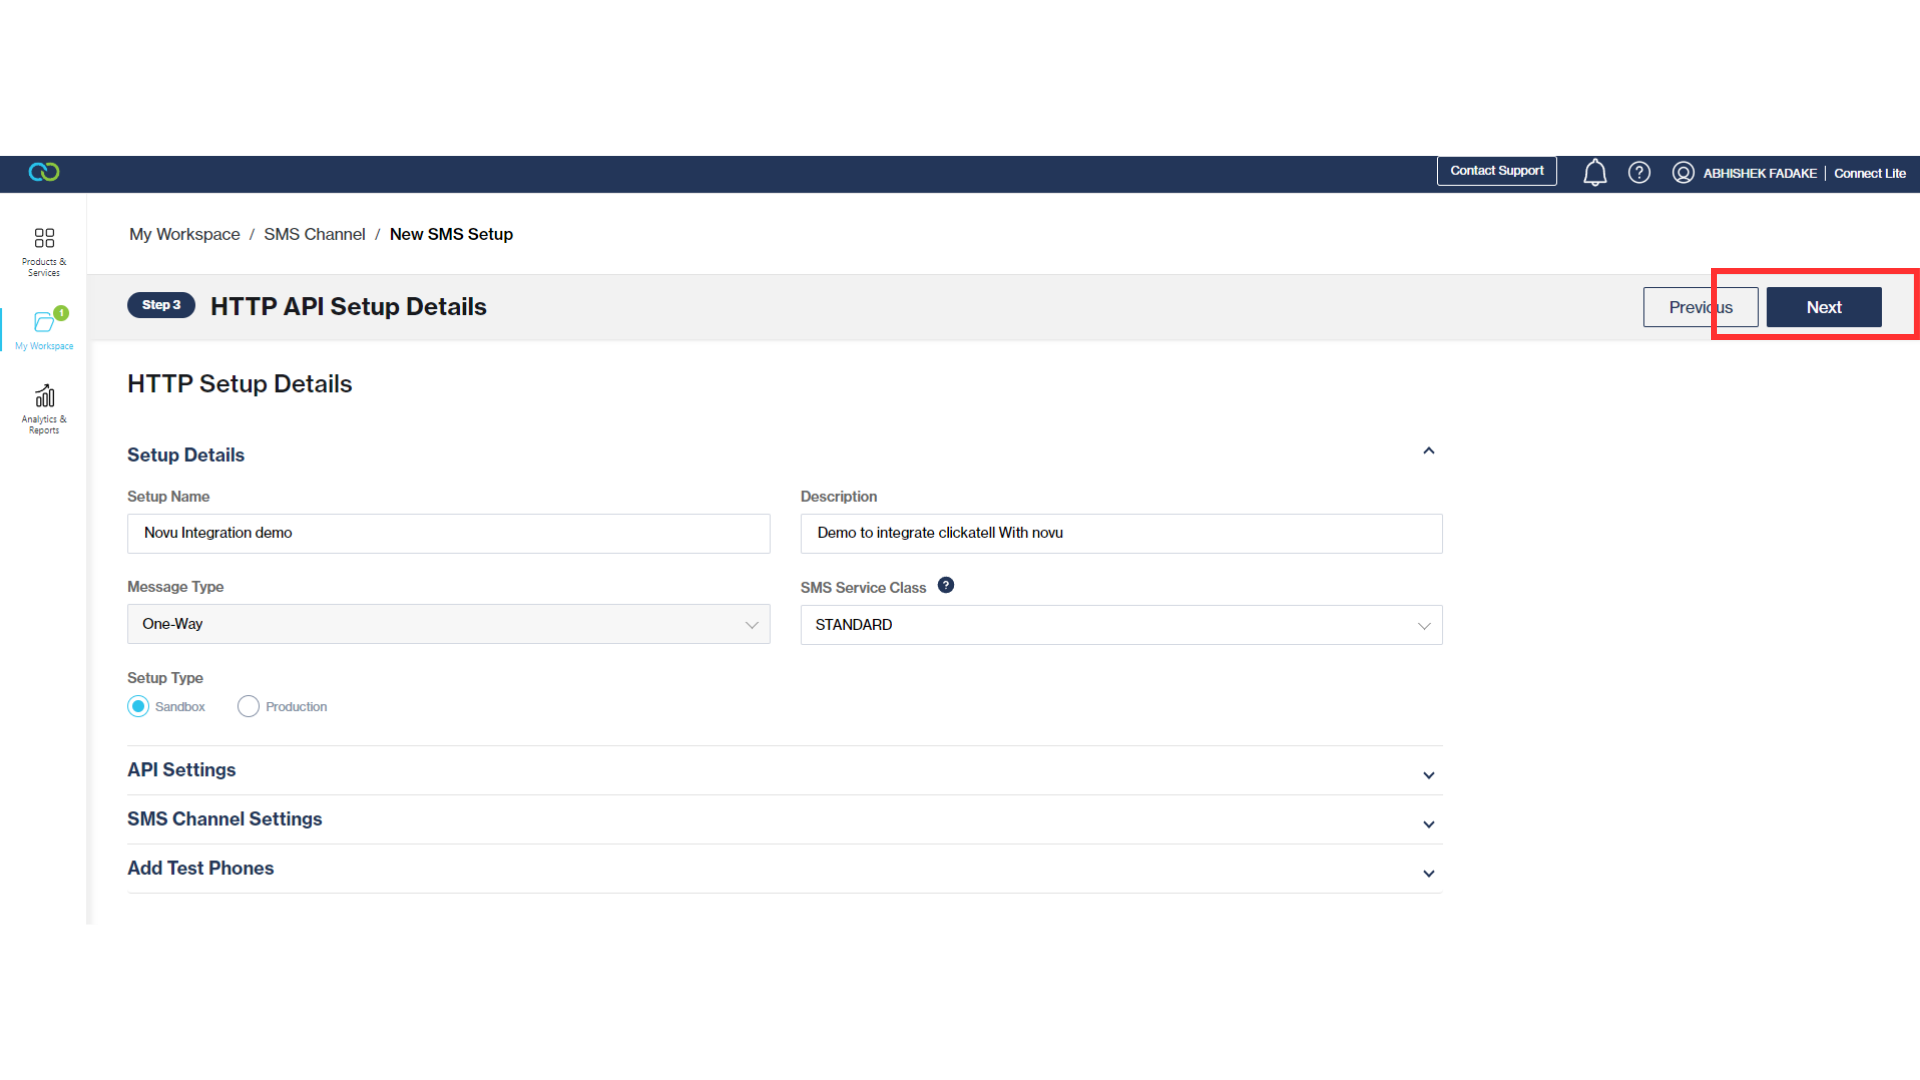 Contact Support
ABHISHEK FADAKE | Connect Lite
Products &
Services
1
My Workspace
Analytics &
Reports
My Workspace / SMS Channel / New SMS Setup
Step 3
HTTP API Setup Details
Previous
Next
HTTP Setup Details
Setup Details
Setup Name
Description
Novu Integration demo
Demo to integrate clickatell With novu
Message Type
SMS Service Class ?
One-Way
STANDARD
Setup Type
Sandbox
Production
API Settings
SMS Channel Settings
Add Test Phones